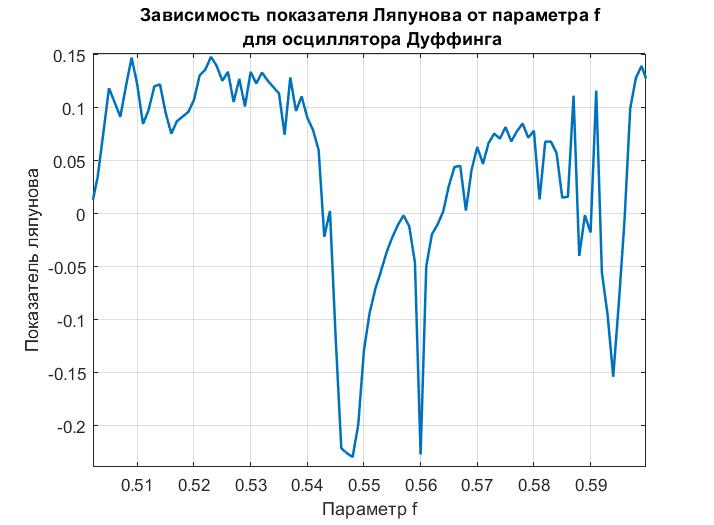 Зависимость показателя Ляпунова от параметра f
для осциллятора Дуффинга
Показатель ляпунова
0.15
0.1
0.05
0
-0.05
-0.1
-0.15
-0.2
0.51 0.52 0.53 0.54 0.55 0.56 0.57 0.58 0.59
Параметр f